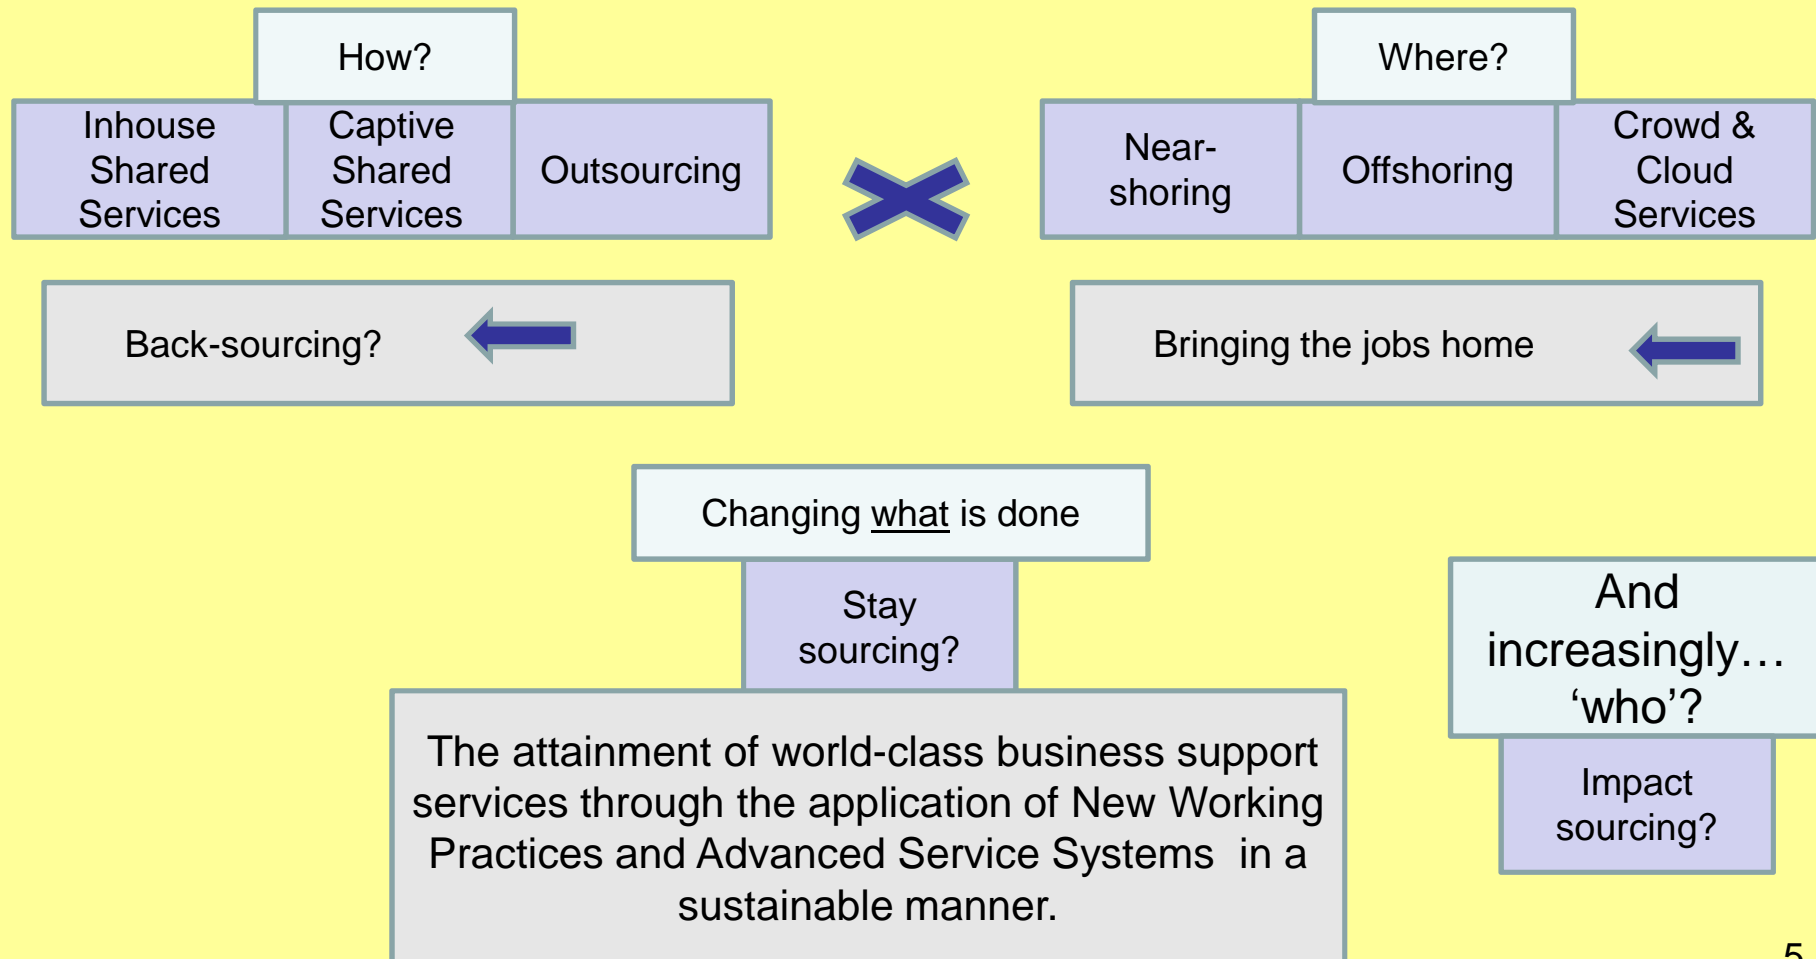 How?
Inhouse
Shared
Services
Captive
Shared
Services
Outsourcing
Where?
Near-
shoring
Offshoring
Crowd &
Cloud
Services
Back-sourcing?
Bringing the jobs home
Changing what is done
Stay
sourcing?
The attainment of world-class business support
services through the application of New Working
Practices and Advanced Service Systems in a
sustainable manner.
And
increasingly…
‘who’?
Impact
sourcing?
5